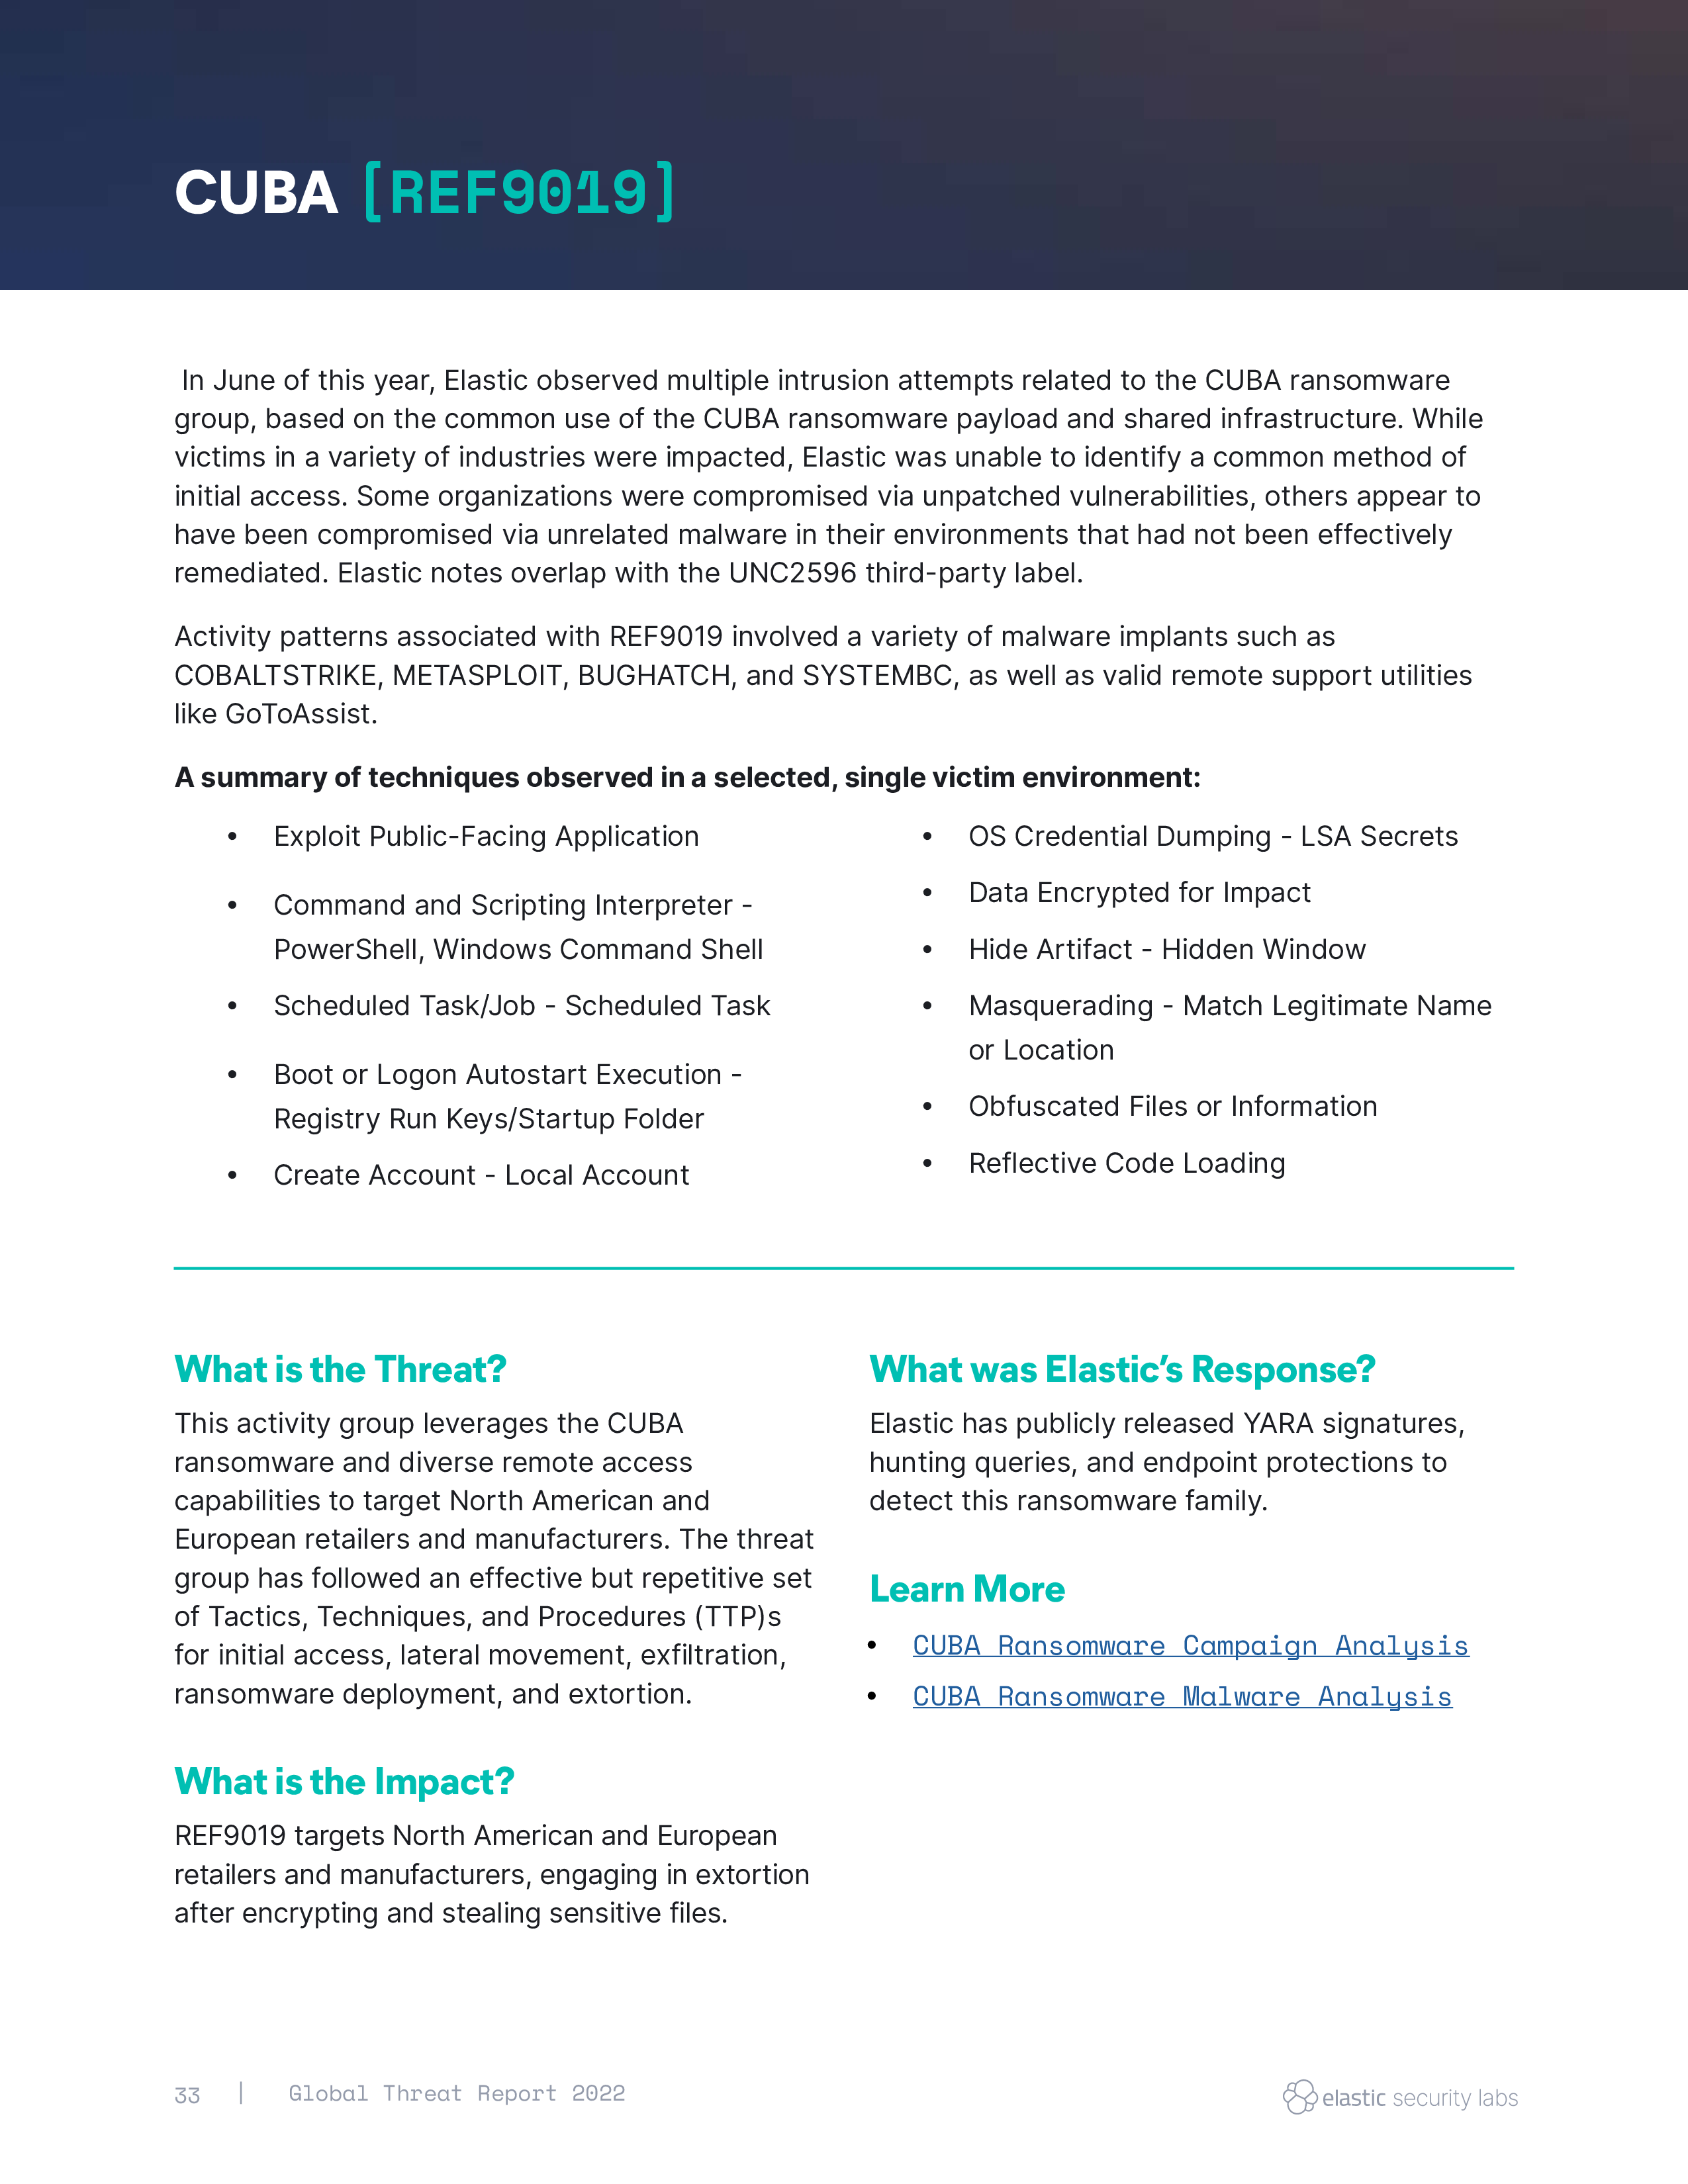 CUBA [REF9019]
In June of this year, Elastic observed multiple intrusion attempts related to the CUBA ransomware
group, based on the common use of the CUBA ransomware payload and shared infrastructure. While
victims in a variety of industries were impacted, Elastic was unable to identify a common method of
initial access. Some organizations were compromised via unpatched vulnerabilities, others appear to
have been compromised via unrelated malware in their environments that had not been effectively
remediated. Elastic notes overlap with the UNC2596 third-party label.
Activity patterns associated with REF9019 involved a variety of malware implants such as
COBALTSTRIKE, METASPLOIT, BUGHATCH, and SYSTEMBC, as well as valid remote support utilities
like GoToAssist.
A summary of techniques observed in a selected, single victim environment:
• Exploit Public-Facing Application
• Command and Scripting Interpreter -
PowerShell, Windows Command Shell
• Scheduled Task/Job - Scheduled Task
• Boot or Logon Autostart Execution -
Registry Run Keys/Startup Folder
• Create Account - Local Account
• OS Credential Dumping - LSA Secrets
• Data Encrypted for Impact
• Hide Artifact - Hidden Window
• Masquerading - Match Legitimate Name
or Location
• Obfuscated Files or Information
• Reflective Code Loading
What is the Threat?
This activity group leverages the CUBA
ransomware and diverse remote access
capabilities to target North American and
European retailers and manufacturers. The threat
group has followed an effective but repetitive set
of Tactics, Techniques, and Procedures (TTP)s
for initial access, lateral movement, exfiltration,
ransomware deployment, and extortion.
What is the Impact?
REF9019 targets North American and European
retailers and manufacturers, engaging in extortion
after encrypting and stealing sensitive files.
What was Elastic's Response?
Elastic has publicly released YARA signatures,
hunting queries, and endpoint protections to
detect this ransomware family.
Learn More
• CUBA Ransomware Campaign Analysis
• CUBA Ransomware Malware Analysis
33 | Global Threat Report 2022
elastic security labs